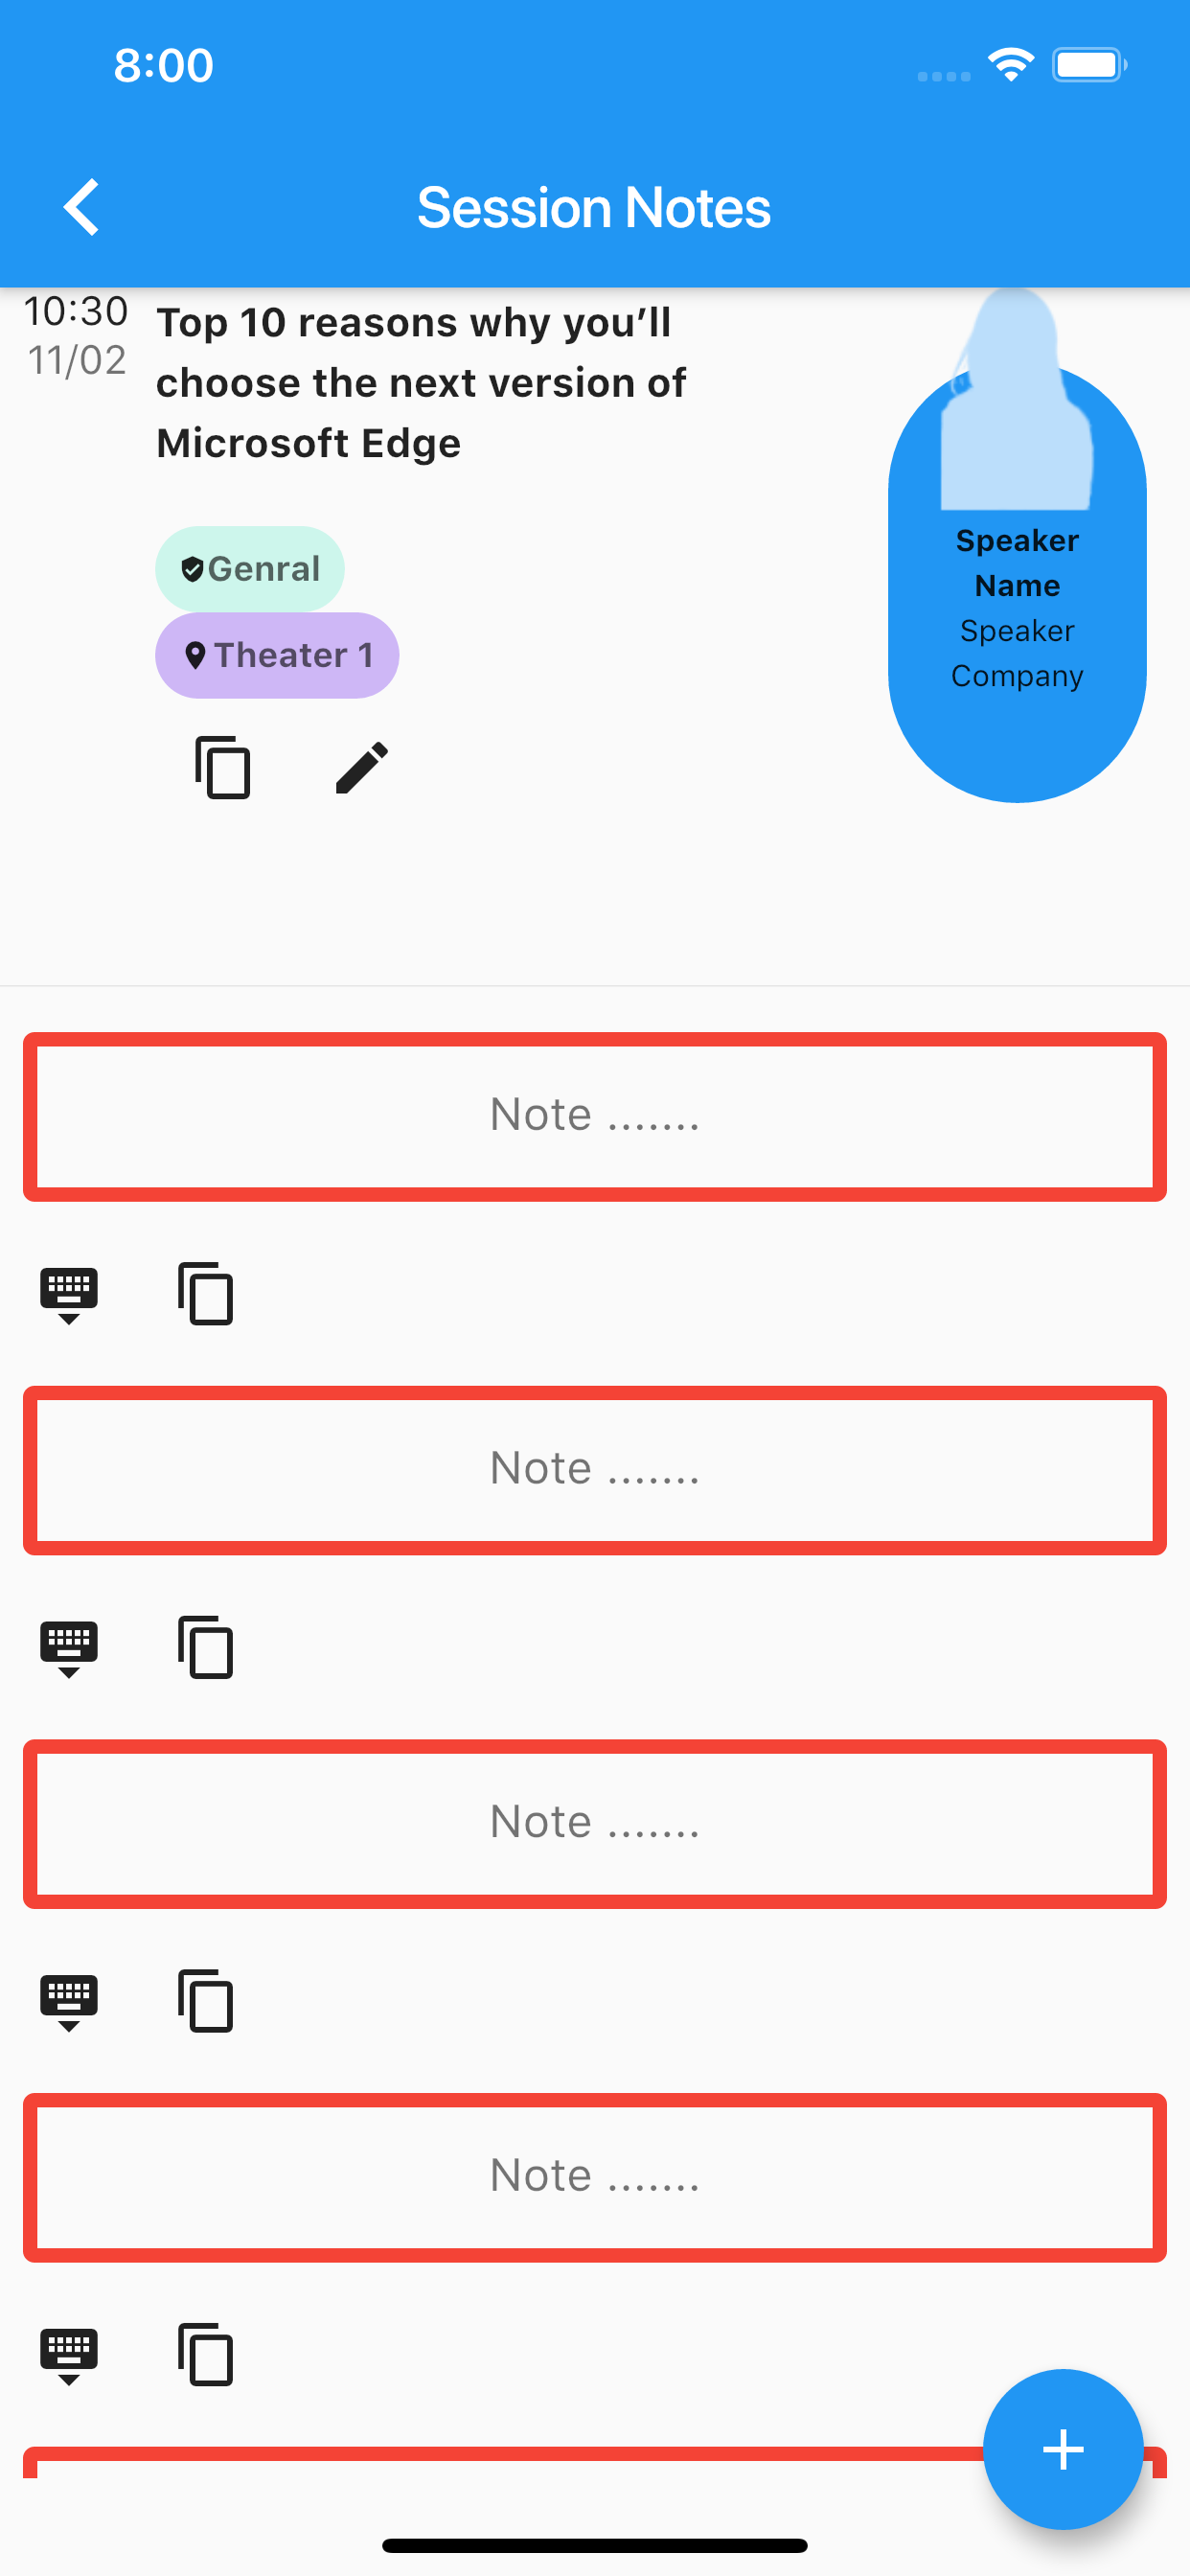 8:00
Session Notes
10:30
11/02
Top 10 reasons why you’ll
choose the next version of
Microsoft Edge
Genral
Theater 1
Speaker
Name
Speaker
Company
Note .......
Note .......
Note .......
Note .......